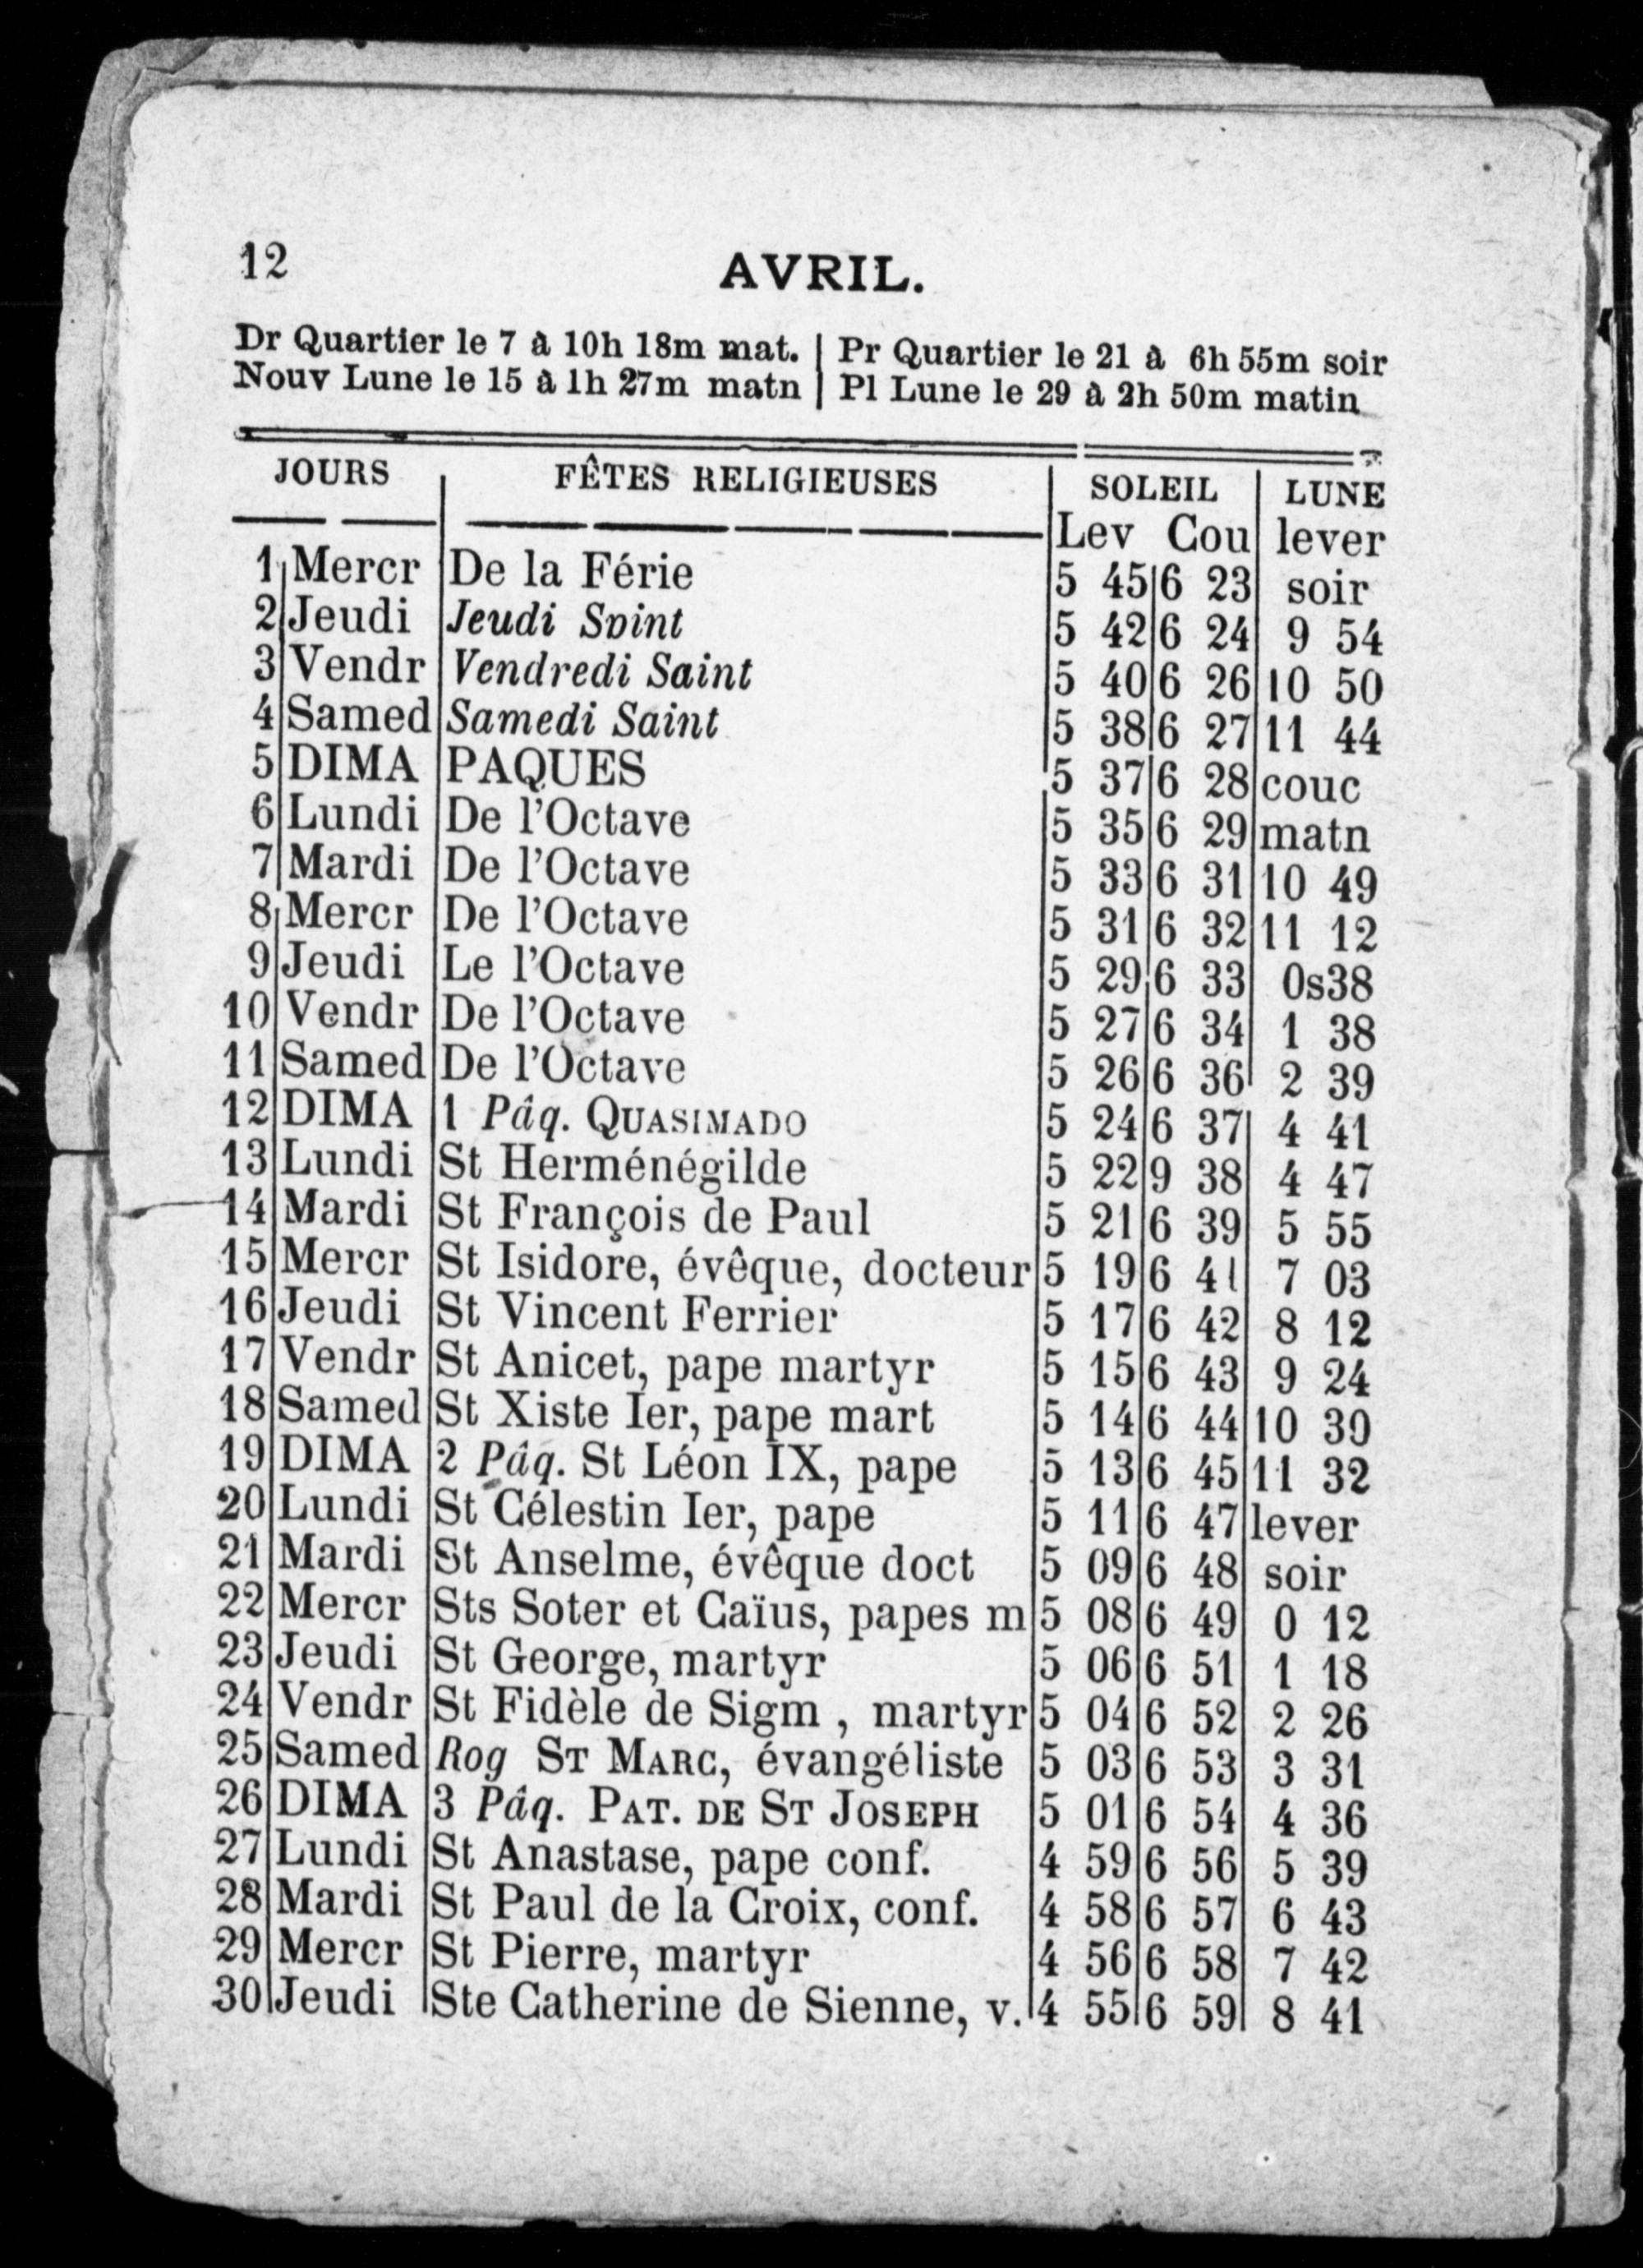 12
AVRIL.
Dr Quartier le 7 à 10h 18m mat. | Pr Quartier le 21 à 6h 55m soir
Nouv Lune le 15 à 1h 27m matn | Pl Lune le 29 à 2h 50m matin
JOURS | FÊTES RELIGIEUSES | SOLEIL | LUNE
Lev Cou | lever
1 Mercr | De la Férie | 5 45 | 6 23 | soir
2 Jeudi | Jeudi Soint | 5 42 | 6 24 | 9 54
3 Vendr | Vendredi Saint | 5 40 | 6 26 | 10 50
4 Samed | Samedi Saint | 5 38 | 6 27 | 11 44
5 DIMA | PAQUES | 5 37 | 6 28 | couc
6 Lundi | De l'Octave | 5 35 | 6 29 | matn
7 Mardi | De l'Octave | 5 33 | 6 31 | 10 49
8 Mercr | De l'Octave | 5 31 | 6 32 | 11 12
9 Jeudi | Le l'Octave | 5 29 | 6 33 | 0s38
10 Vendr | De l'Octave | 5 27 | 6 34 | 1 38
11 Samed | De l'Octave | 5 26 | 6 36 | 2 39
12 DIMA | 1 Pâq. QUASIMADO | 5 24 | 6 37 | 4 41
13 Lundi | St Herménégilde | 5 22 | 9 38 | 4 47
14 Mardi | St François de Paul | 5 21 | 6 39 | 5 55
15 Mercr | St Isidore, évêque, docteur | 5 19 | 6 41 | 7 03
16 Jeudi | St Vincent Ferrier | 5 17 | 6 42 | 8 12
17 Vendr | St Anicet, pape martyr | 5 15 | 6 43 | 9 24
18 Samed | St Xiste Ier, pape mart | 5 14 | 6 44 | 10 30
19 DIMA | 2 Pâq. St Léon IX, pape | 5 13 | 6 45 | 11 32
20 Lundi | St Célestin Ier, pape | 5 11 | 6 47 | lever
21 Mardi | St Anselme, évêque doct | 5 09 | 6 48 | soir
22 Mercr | Sts Soter et Caïus, papes m | 5 08 | 6 49 | 0 12
23 Jeudi | St George, martyr | 5 06 | 6 51 | 1 18
24 Vendr | St Fidèle de Sigm , martyr | 5 04 | 6 52 | 2 26
25 Samed | Rog ST MARC, évangéliste | 5 03 | 6 53 | 3 31
26 DIMA | 3 Pâq. PAT. DE ST JOSEPH | 5 01 | 6 54 | 4 36
27 Lundi | St Anastase, pape conf. | 4 59 | 6 56 | 5 39
28 Mardi | St Paul de la Croix, conf. | 4 58 | 6 57 | 6 43
29 Mercr | St Pierre, martyr | 4 56 | 6 58 | 7 42
30 Jeudi | Ste Catherine de Sienne, v. | 4 55 | 6 59 | 8 41